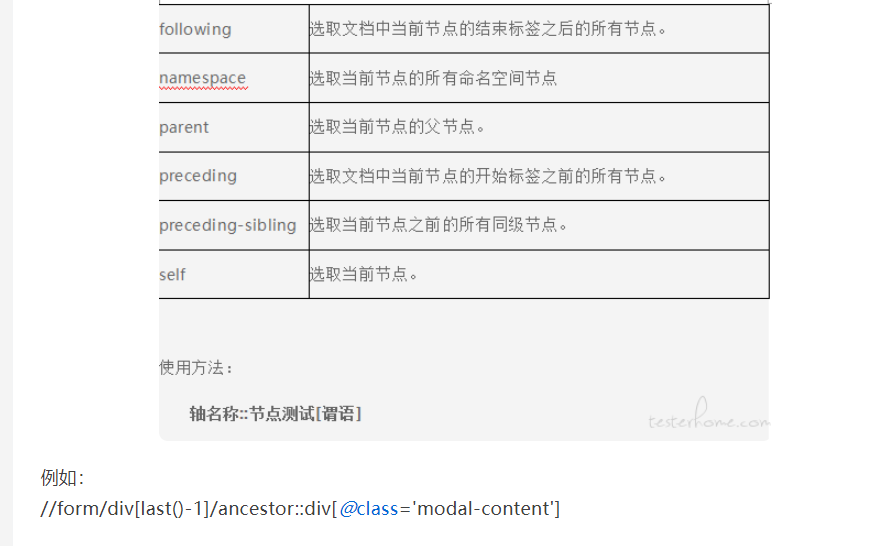 following 选取文档中当前节点的结束标签之后的所有节点。
namespace 选取当前节点的所有命名空间节点
parent 选取当前节点的父节点。
preceding 选取文档中当前节点的开始标签之前的所有节点。
preceding-sibling 选取当前节点之前的所有同级节点。
self 选取当前节点。
使用方法：
轴名称::节点测试[谓语]
testerhome.com
例如：
//form/div[last()-1]/ancestor::div[@class='modal-content']